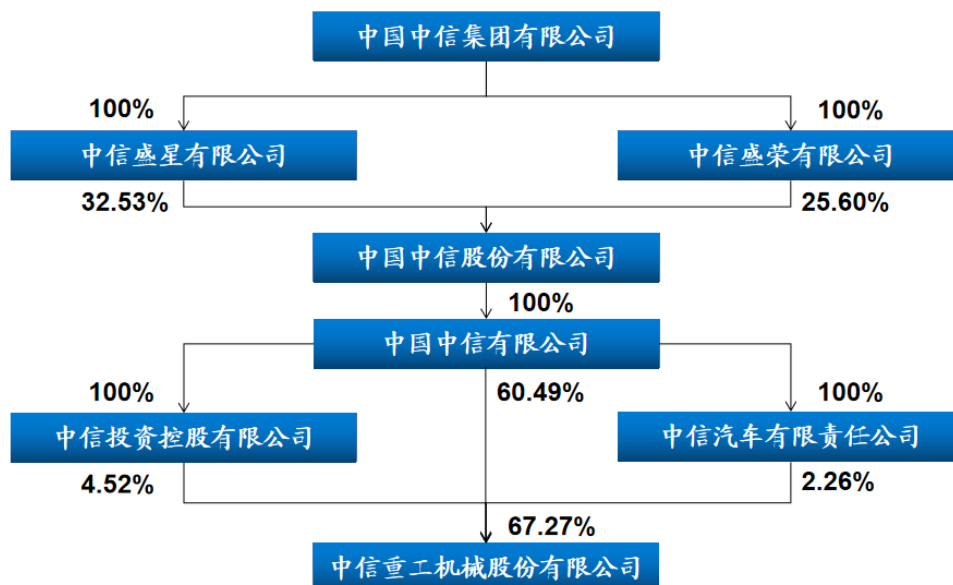 中国中信集团有限公司
100%
100%
中信盛星有限公司
中信盛荣有限公司
32.53%
25.60%
中国中信股份有限公司
100%
中国中信有限公司
100%
60.49%
100%
中信投资控股有限公司
中信汽车有限责任公司
4.52%
2.26%
67.27%
中信重工机械股份有限公司